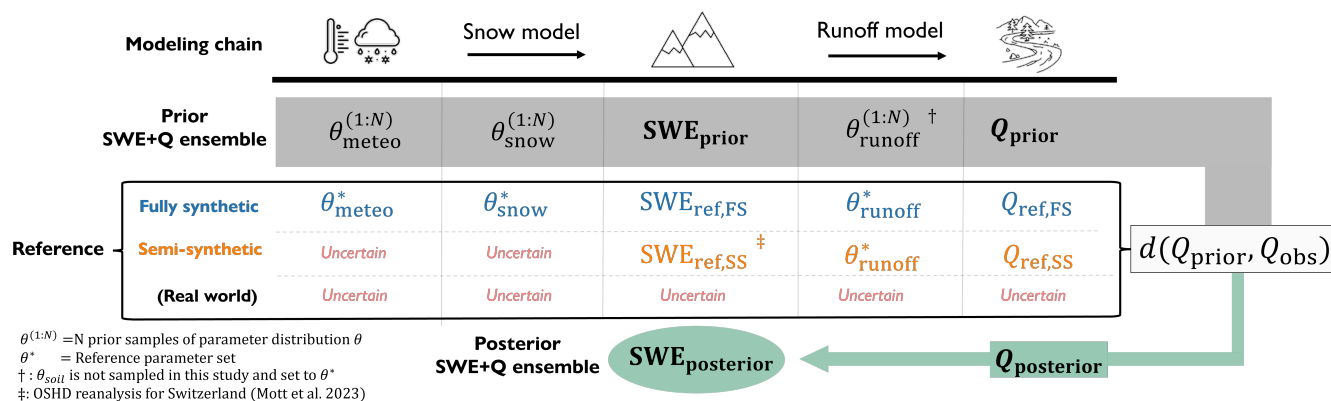 Modeling chain
Snow model
Runoff model
Prior
SWE+Q ensemble
θ_meteo^(1:N)
θ_snow^(1:N)
SWE_prior
θ_runoff^(1:N) †
Q_prior
Reference
Fully synthetic
θ*_meteo
θ*_snow
SWE_ref,FS
θ*_runoff
Q_ref,FS
Semi-synthetic
Uncertain
Uncertain
SWE_ref,SS ‡
θ*_runoff
Q_ref,SS
(Real world)
Uncertain
Uncertain
Uncertain
Uncertain
Uncertain
d(Q_prior, Q_obs)
Posterior
SWE+Q ensemble
SWE_posterior
Q_posterior
θ^(1:N) =N prior samples of parameter distribution θ
θ* = Reference parameter set
† : θ_soil is not sampled in this study and set to θ*
‡: OSHD reanalysis for Switzerland (Mott et al. 2023)